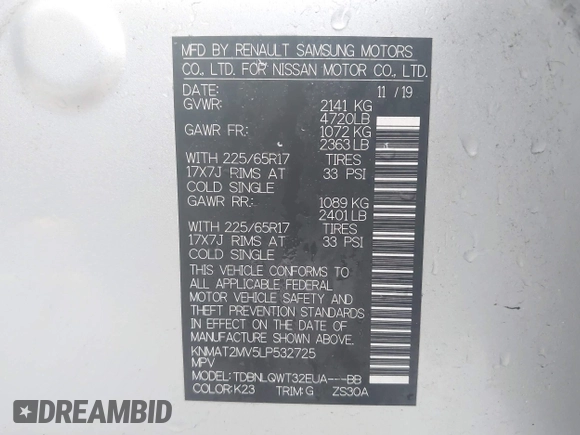 MFD BY RENAULT SAMSUNG MOTORS
CO., LTD. FOR NISSAN MOTOR CO., LTD.
DATE: 11 / 19
GVWR: 2141 KG
4720LB
GAWR FR: 1072 KG
2363 LB
WITH 225/65R17 TIRES
17X7J RIMS AT 33 PSI
COLD SINGLE
GAWR RR.: 1089 KG
2401 LB
WITH 225/65R17 TIRES
17X7J RIMS AT 33 PSI
COLD SINGLE
THIS VEHICLE CONFORMS TO
ALL APPLICABLE FEDERAL
MOTOR VEHICLE SAFETY AND
THEFT PREVENTION STANDARDS
IN EFFECT ON THE DATE OF
MANUFACTURE SHOWN ABOVE.
KNMAT2MV5LP532725
MPV
MODEL: TDBNLQWT32EUA---BB
COLOR: K23 TRIM: G ZS30A
© AutoHelperBot.com